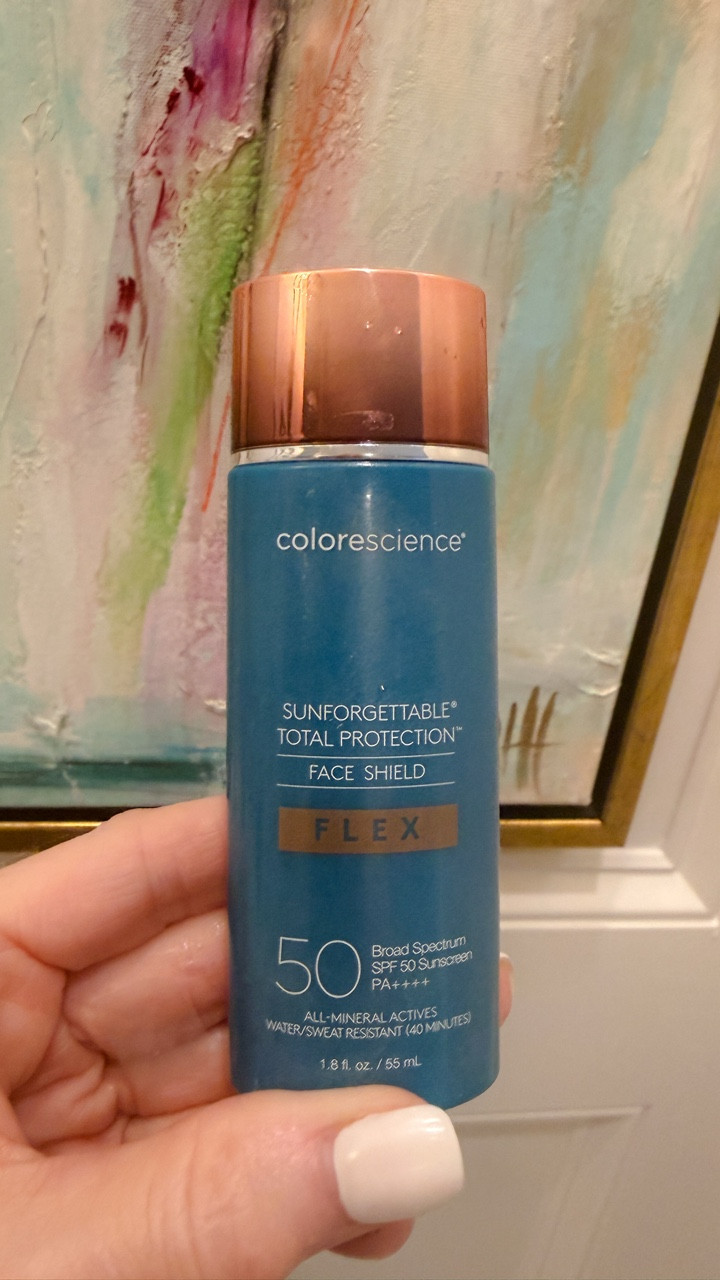 colorescience®
SUNFORGETTABLE®
TOTAL PROTECTION™
FACE SHIELD
FLEX
50
Broad Spectrum
SPF 50 Sunscreen
PA++++
ALL-MINERAL ACTIVES
WATER/SWEAT RESISTANT (40 MINUTES)
1.8 fl. oz. / 55 mL